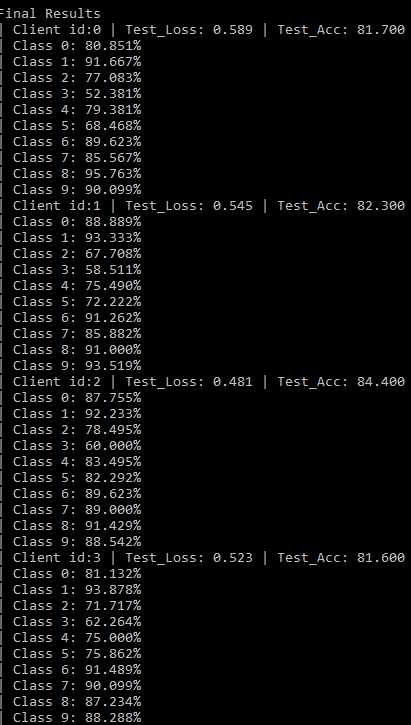 Final Results
| Client id:0 | Test_Loss: 0.589 | Test_Acc: 81.700
| Class 0: 80.851%
| Class 1: 91.667%
| Class 2: 77.083%
| Class 3: 52.381%
| Class 4: 79.381%
| Class 5: 68.468%
| Class 6: 89.623%
| Class 7: 85.567%
| Class 8: 95.763%
| Class 9: 90.099%
| Client id:1 | Test_Loss: 0.545 | Test_Acc: 82.300
| Class 0: 88.889%
| Class 1: 93.333%
| Class 2: 67.708%
| Class 3: 58.511%
| Class 4: 75.490%
| Class 5: 72.222%
| Class 6: 91.262%
| Class 7: 85.882%
| Class 8: 91.000%
| Class 9: 93.519%
| Client id:2 | Test_Loss: 0.481 | Test_Acc: 84.400
| Class 0: 87.755%
| Class 1: 92.233%
| Class 2: 78.495%
| Class 3: 60.000%
| Class 4: 83.495%
| Class 5: 82.292%
| Class 6: 89.623%
| Class 7: 89.000%
| Class 8: 91.429%
| Class 9: 88.542%
| Client id:3 | Test_Loss: 0.523 | Test_Acc: 81.600
| Class 0: 81.132%
| Class 1: 93.878%
| Class 2: 71.717%
| Class 3: 62.264%
| Class 4: 75.000%
| Class 5: 75.862%
| Class 6: 91.489%
| Class 7: 90.099%
| Class 8: 87.234%
| Class 9: 88.288%